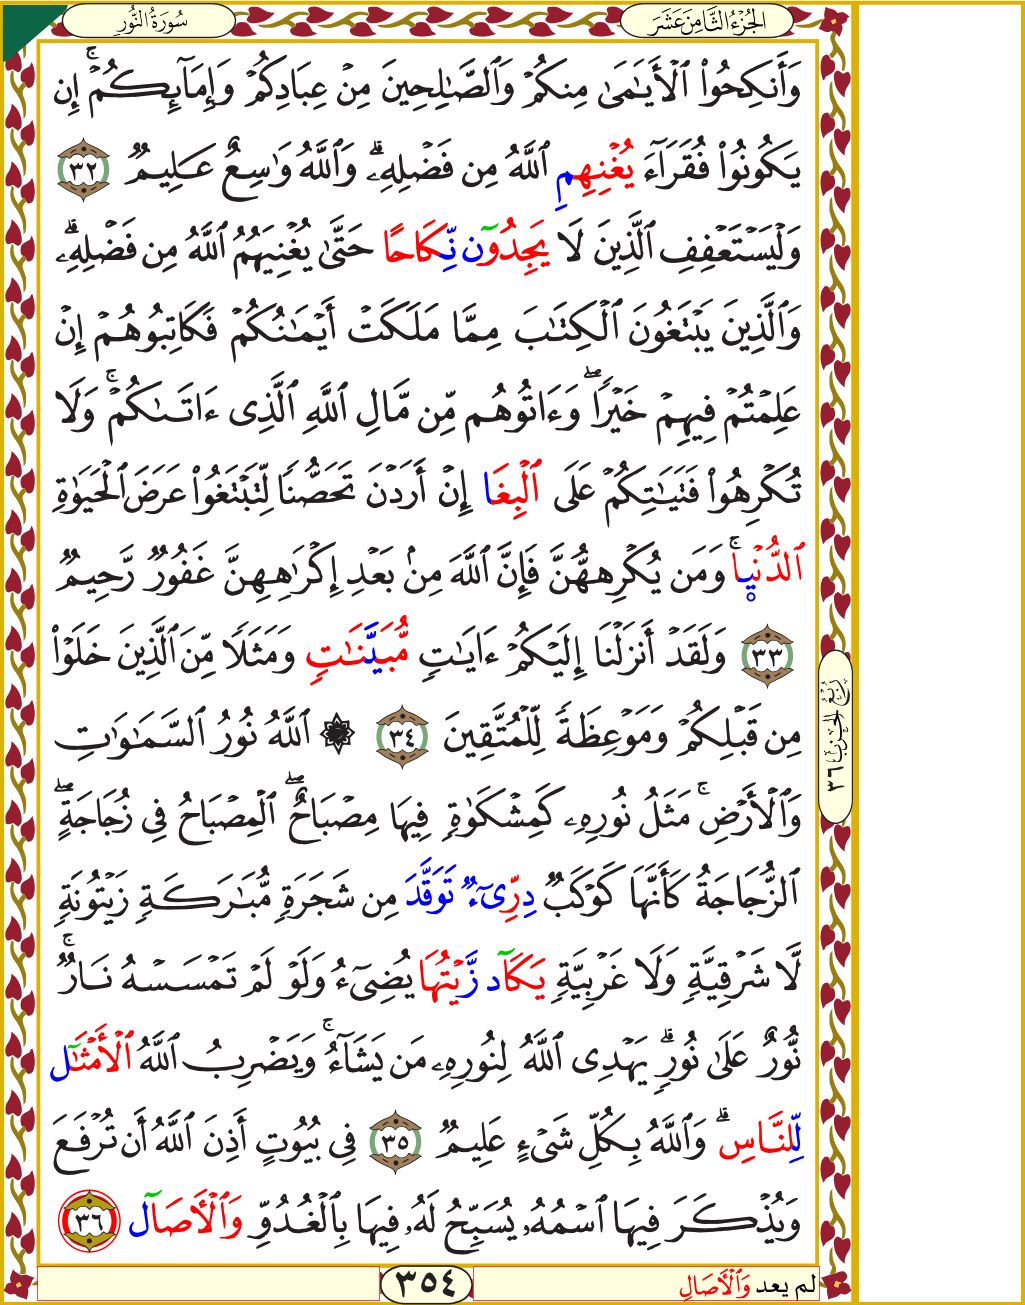 الجُزْءُ الثَّامِنَ عَشَرَ
سُورَةُ النُّورِ
وَأَنكِحُوا۟ ٱلْأَيَـٰمَىٰ مِنكُمْ وَٱلصَّـٰلِحِينَ مِنْ عِبَادِكُمْ وَإِمَآئِكُمْ ۚ إِن
يَكُونُوا۟ فُقَرَآءَ يُغْنِهِمِ ٱللَّهُ مِن فَضْلِهِۦ ۗ وَٱللَّهُ وَٰسِعٌ عَلِيمٌ ٣٢
وَلْيَسْتَعْفِفِ ٱلَّذِينَ لَا يَجِدُوٓن نِّكَاحًا حَتَّىٰ يُغْنِيَهُمُ ٱللَّهُ مِن فَضْلِهِۦ ۗ
وَٱلَّذِينَ يَبْتَغُونَ ٱلْكِتَـٰبَ مِمَّا مَلَكَتْ أَيْمَـٰنُكُمْ فَكَاتِبُوهُمْ إِنْ
عَلِمْتُمْ فِيهِمْ خَيْرًا ۖ وَءَاتُوهُم مِّن مَّالِ ٱللَّهِ ٱلَّذِى ءَاتَىٰكُمْ ۚ وَلَا
تُكْرِهُوا۟ فَتَيَـٰتِكُمْ عَلَى ٱلْبِغَا إِنْ أَرَدْنَ تَحَصُّنًا لِّتَبْتَغُوا۟ عَرَضَ ٱلْحَيَوٰةِ
ٱلدُّنْيٜا ۚ وَمَن يُكْرِههُّنَّ فَإِنَّ ٱللَّهَ مِنۢ بَعْدِ إِكْرَٰهِهِنَّ غَفُورٌ رَّحِيمٌ
٣٣ وَلَقَدْ أَنزَلْنَآ إِلَيْكُمْ ءَايَـٰتٍ مُّبَيَّنَـٰتٍ وَمَثَلًا مِّنَ ٱلَّذِينَ خَلَوْا۟
مِن قَبْلِكُمْ وَمَوْعِظَةً لِّلْمُتَّقِينَ ٣٤ ۞ ٱللَّهُ نُورُ ٱلسَّمَـٰوَٰتِ
وَٱلْأَرْضِ ۚ مَثَلُ نُورِهِۦ كَمِشْكَوٰةٍ فِيهَا مِصْبَاحٌ ۖ ٱلْمِصْبَاحُ فِى زُجَاجَةٍ ۖ
ٱلزُّجَاجَةُ كَأَنَّهَا كَوْكَبٌ دِرِّىٓءٌ تَوَقَّدَ مِن شَجَرَةٍ مُّبَـٰرَكَةٍ زَيْتُونَةٍ
لَّا شَرْقِيَّةٍ وَلَا غَرْبِيَّةٍ يَكَآد زَّيْتُهَا يُضِىٓءُ وَلَوْ لَمْ تَمْسَسْهُ نَارٌ ۚ
نُّورٌ عَلَىٰ نُورٍ ۗ يَهْدِى ٱللَّهُ لِنُورِهِۦ مَن يَشَآءُ ۚ وَيَضْرِبُ ٱللَّهُ ٱلْأَمْثَـٰٓل
لِّلنَّاسِ ۗ وَٱللَّهُ بِكُلِّ شَىْءٍ عَلِيمٌ ٣٥ فِى بُيُوتٍ أَذِنَ ٱللَّهُ أَن تُرْفَعَ
وَيُذْكَرَ فِيهَا ٱسْمُهُۥ يُسَبِّحُ لَهُۥ فِيهَا بِٱلْغُدُوِّ وَٱلْـَٔاصَآل ٣٦
رُبْعُ الحِزْبِ ٣٦
لم يعد وَٱلْـَٔاصَالِ
٣٥٤